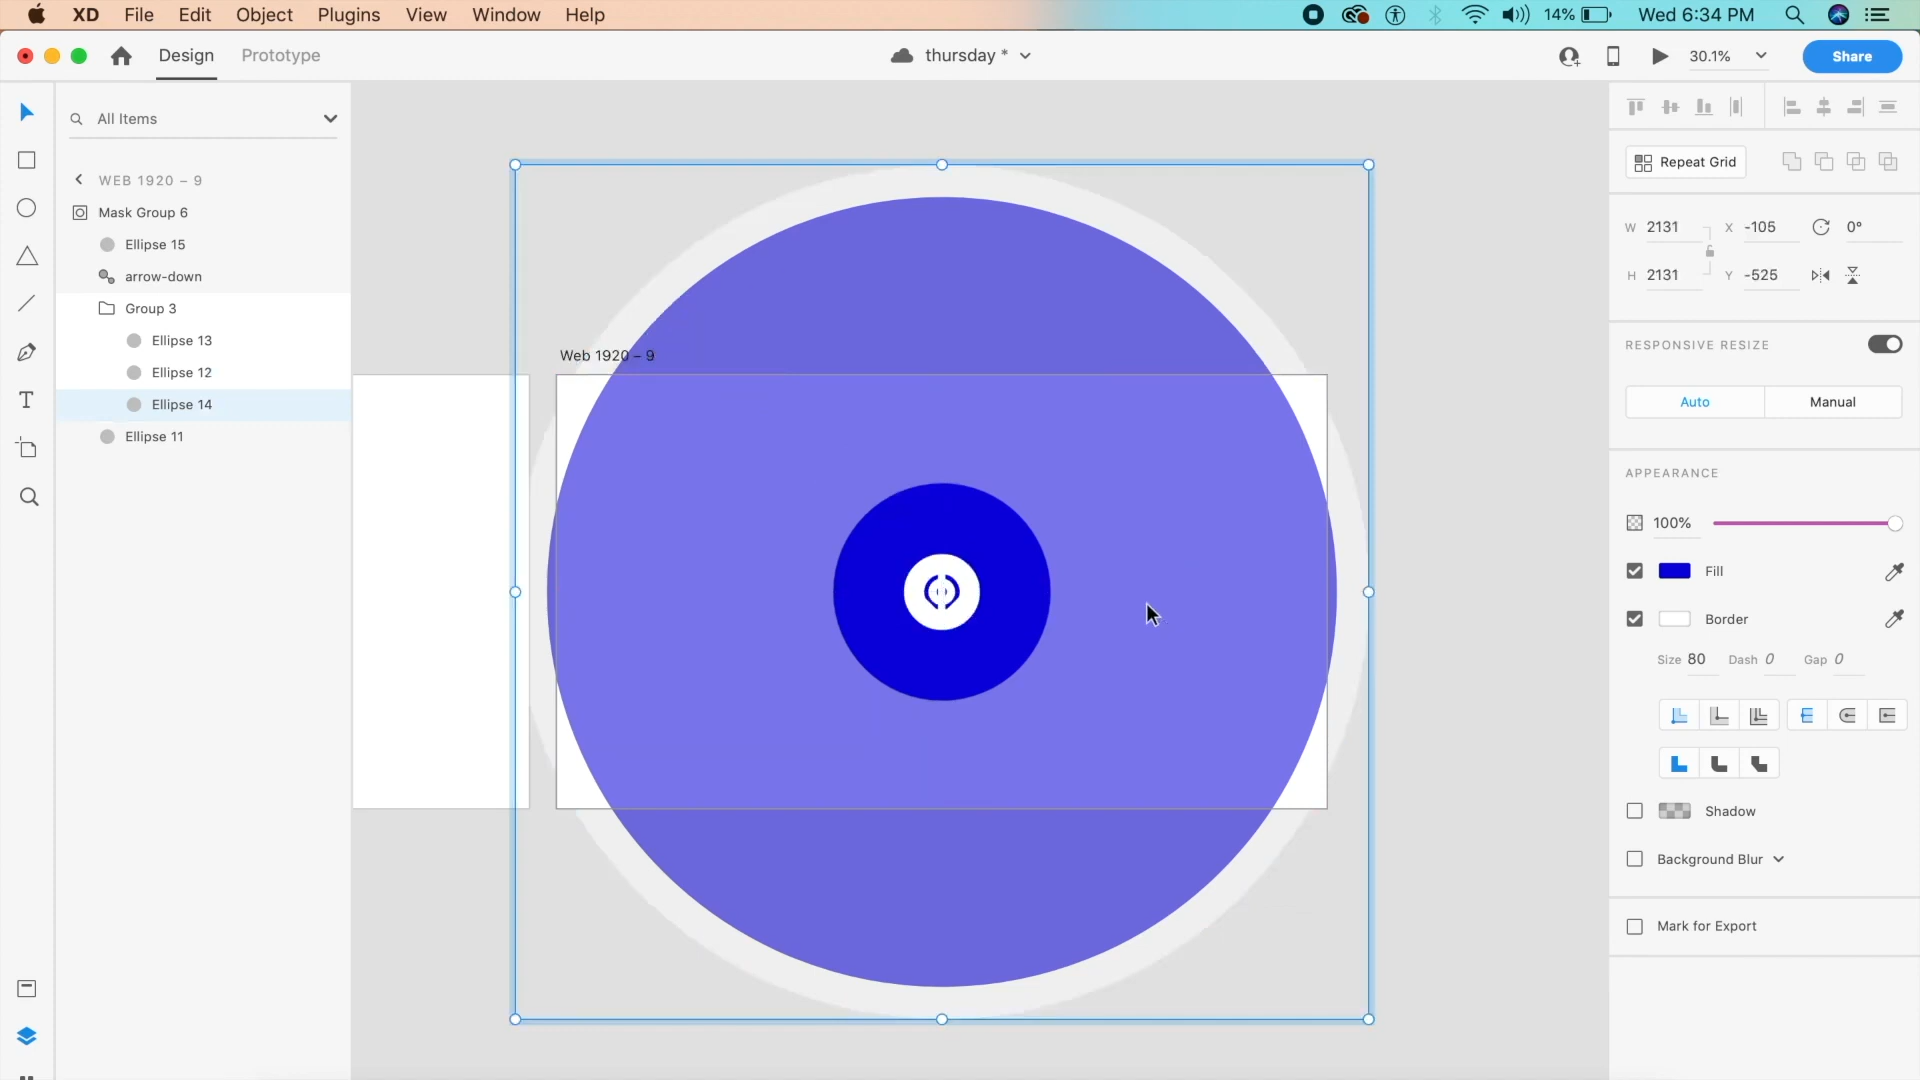 XD File Edit Object Plugins View Window Help 14% Wed 6:34 PM
Design Prototype thursday * 30.1% Share
All Items
WEB 1920 – 9
Mask Group 6
Ellipse 15
arrow-down
Group 3
Ellipse 13
Ellipse 12
Ellipse 14
Ellipse 11
Web 1920 – 9
Repeat Grid
W 2131 X -105 0°
H 2131 Y -525
RESPONSIVE RESIZE
Auto Manual
APPEARANCE
100%
Fill
Border
Size 80 Dash 0 Gap 0
Shadow
Background Blur
Mark for Export